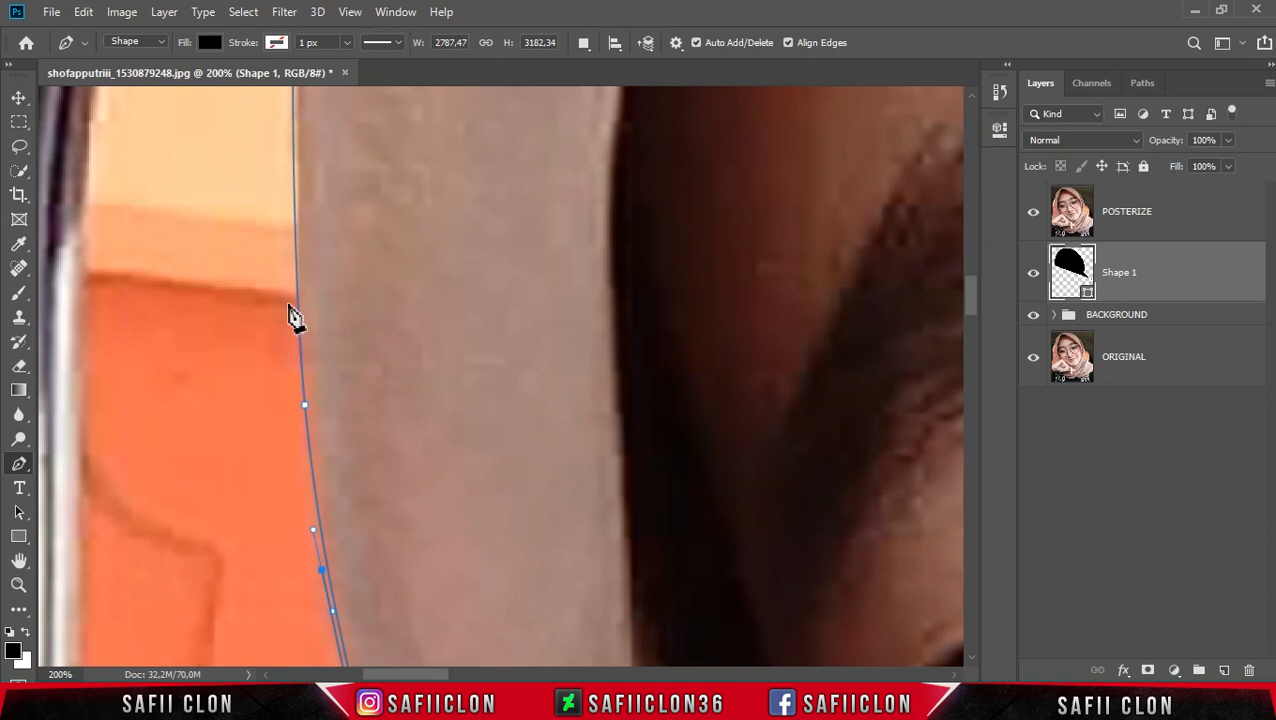 Ps File Edit Image Layer Type Select Filter 3D View Window Help
Shape Fill: Stroke: 1 px W: 2787,47 H: 3182,34 Auto Add/Delete Align Edges
shofapputriii_1530879248.jpg @ 200% (Shape 1, RGB/8#) *
Layers Channels Paths
Kind
Normal Opacity: 100%
Lock: Fill: 100%
POSTERIZE
Shape 1
BACKGROUND
ORIGINAL
200% Doc: 32,2M/70,0M
SAFII CLON SAFIICLON SAFIICLON36 SAFIICLON SAFII CLON